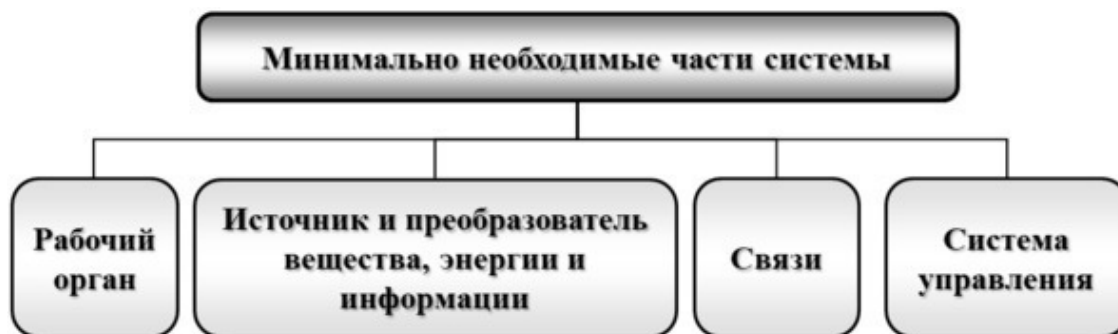 Минимально необходимые части системы
Рабочий
орган
Источник и преобразователь
вещества, энергии и
информации
Связи
Система
управления